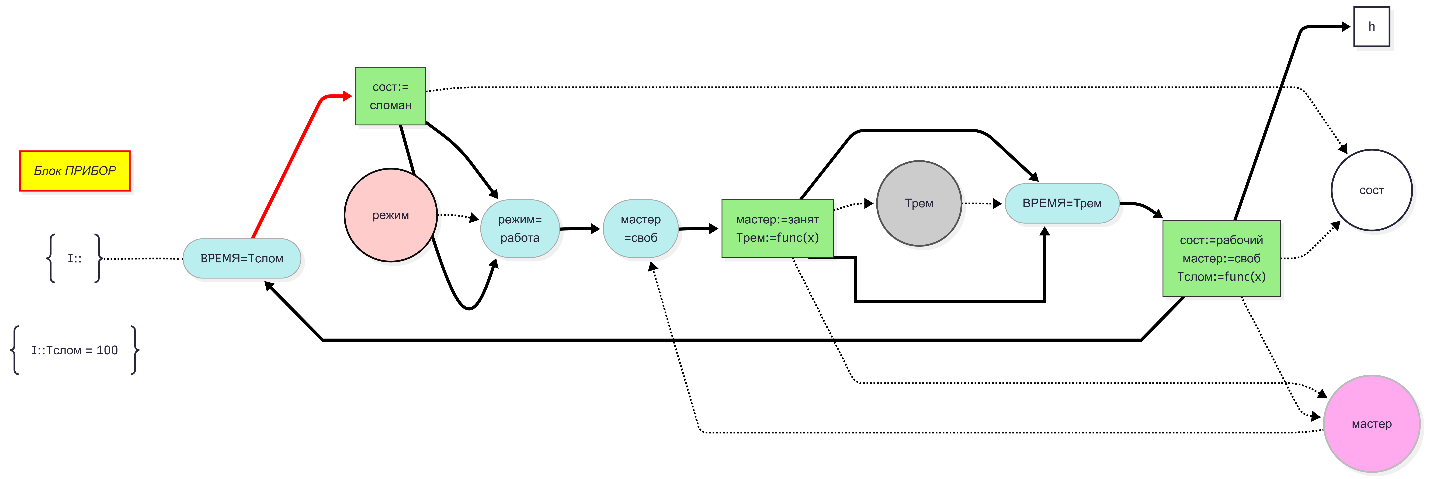 h
сост:=
сломан
Блок ПРИБОР
режим
режим=
работа
мастер
=своб
мастер:=занят
Трем:=func(x)
Трем
ВРЕМЯ=Трем
сост
сост:=рабочий
мастер:=своб
Тслом:=func(x)
I::
ВРЕМЯ=Тслом
I::Тслом = 100
мастер